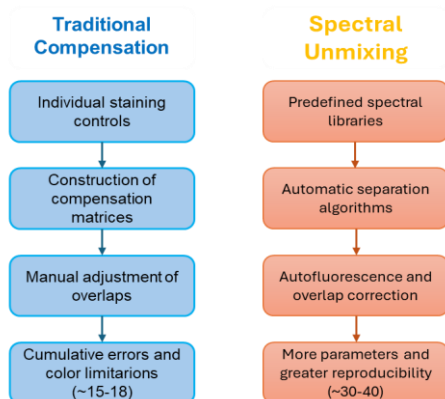 Traditional
Compensation
Individual staining
controls
Construction of
compensation
matrices
Manual adjustment of
overlaps
Cumulative errors and
color limitarions
(~15-18)
Spectral
Unmixing
Predefined spectral
libraries
Automatic separation
algorithms
Autofluorescence and
overlap correction
More parameters and
greater reproducibility
(~30-40)